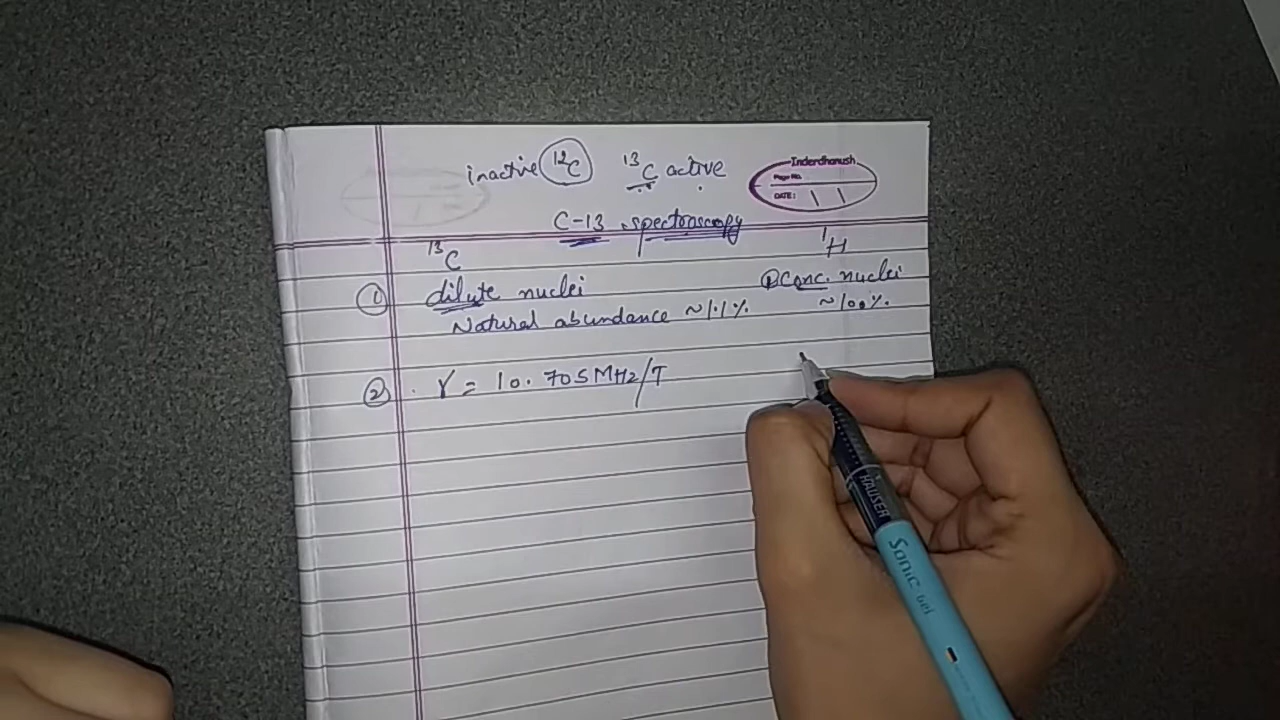 inactive ¹²C ¹³C active
Inderdhanush
Page No.
DATE: \ \
C-13 spectroscopy
¹³C ¹H
① dilute nuclei ① conc. nuclei
Natural abundance ~1.1% ~100%
② γ = 10.705 MHz/T
HAUSER
Sonic Gel